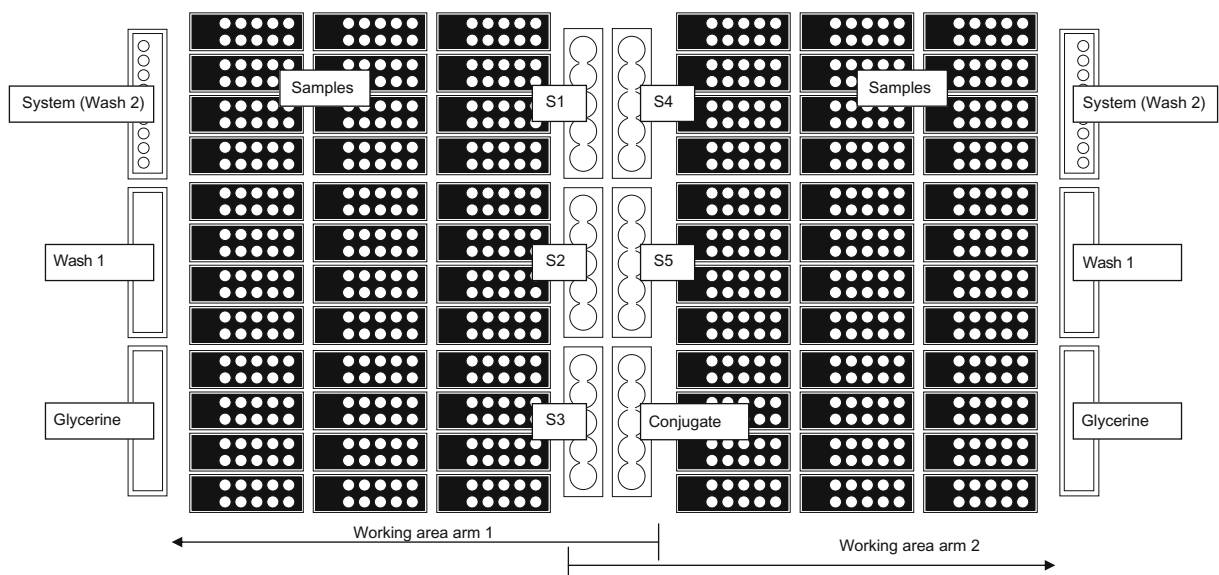 Samples
Samples
System (Wash 2)
S1
S4
System (Wash 2)
Wash 1
S2
S5
Wash 1
Glycerine
S3
Conjugate
Glycerine
Working area arm 1
Working area arm 2